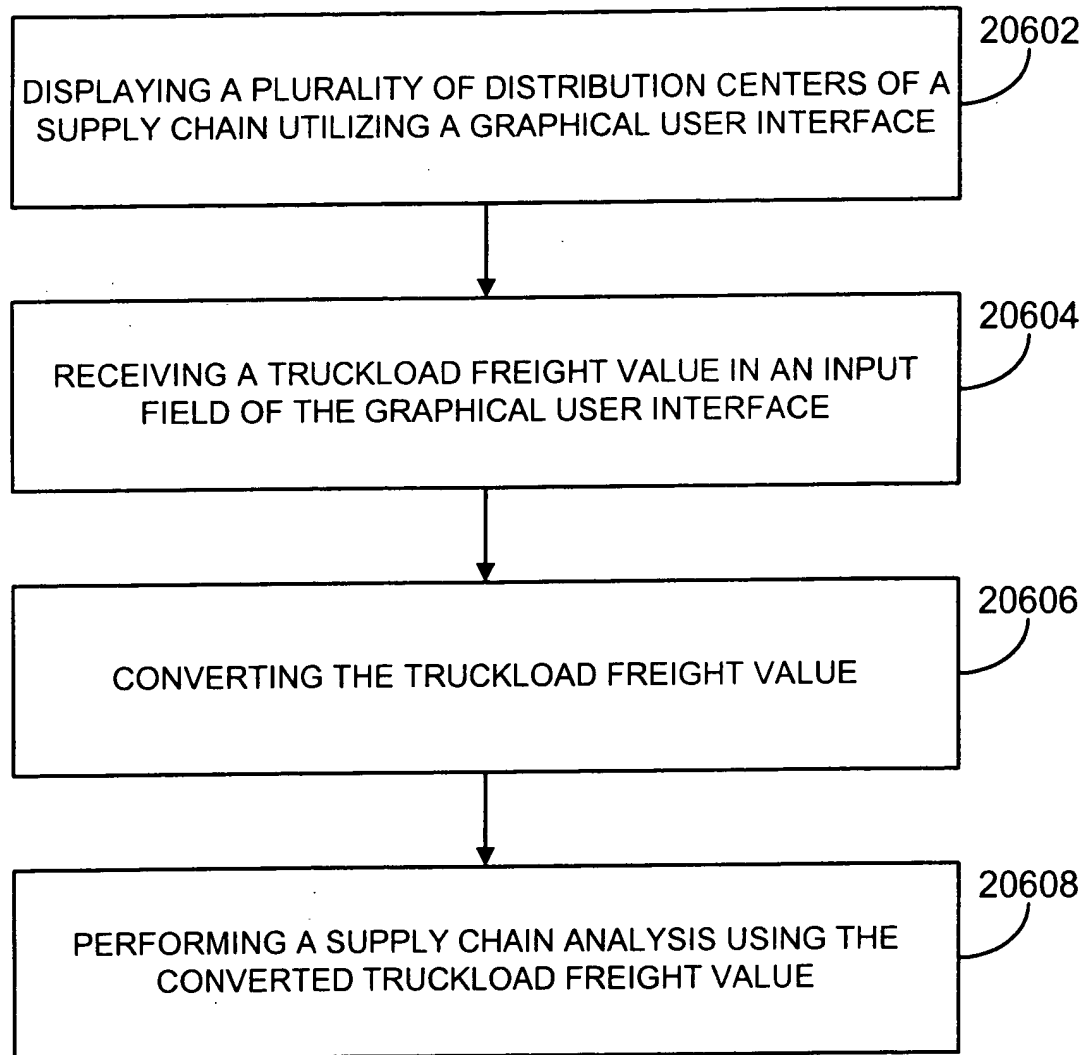 20602
DISPLAYING A PLURALITY OF DISTRIBUTION CENTERS OF A
SUPPLY CHAIN UTILIZING A GRAPHICAL USER INTERFACE
20604
RECEIVING A TRUCKLOAD FREIGHT VALUE IN AN INPUT
FIELD OF THE GRAPHICAL USER INTERFACE
20606
CONVERTING THE TRUCKLOAD FREIGHT VALUE
20608
PERFORMING A SUPPLY CHAIN ANALYSIS USING THE
CONVERTED TRUCKLOAD FREIGHT VALUE